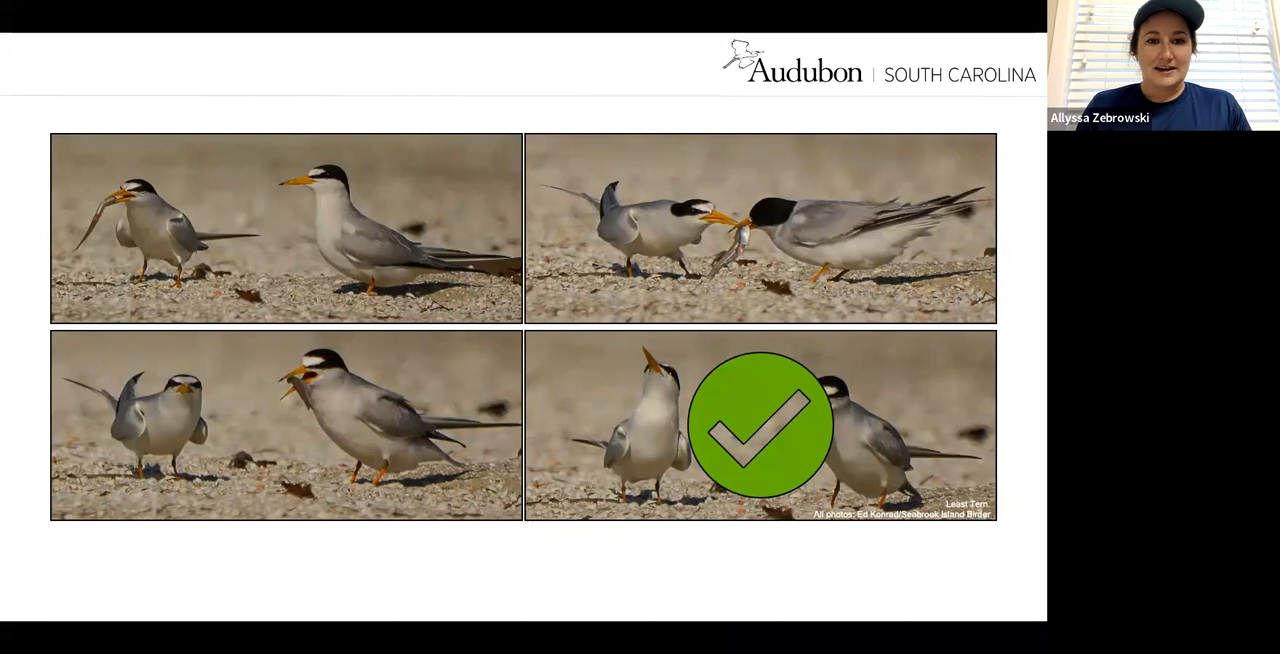 Audubon | SOUTH CAROLINA
Allyssa Zebrowski
Least Tern.
All photos: Ed Konrad/Seabrook Island Birder